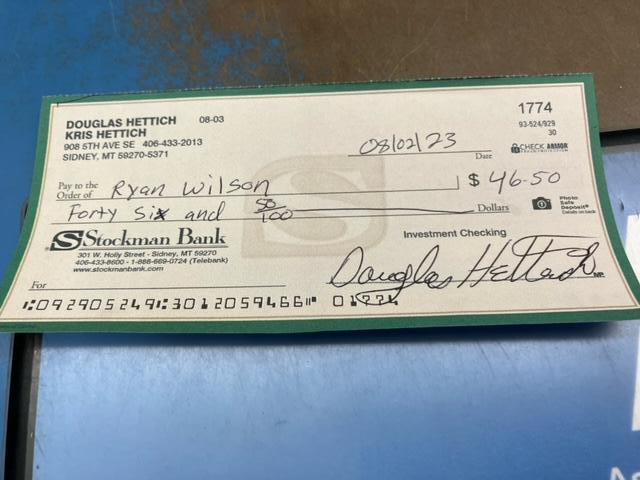 DOUGLAS HETTICH 08-03
KRIS HETTICH
908 5TH AVE SE 406-433-2013
SIDNEY, MT 59270-5371
1774
93-524/929
30
08/02/23
Date
CHECK ARMOR
Pay to the
Order of Ryan Wilson $ 46.50
Forty Six and 50/100 Dollars
Photo
Safe
Deposit®
Details on back
S Stockman Bank
301 W. Holly Street - Sidney, MT 59270
406-433-8600 - 1-888-669-0724 (Telebank)
www.stockmanbank.com
Investment Checking
For
Douglas Hettich
MP
⑆092905249⑆3012059466⑈ 01774